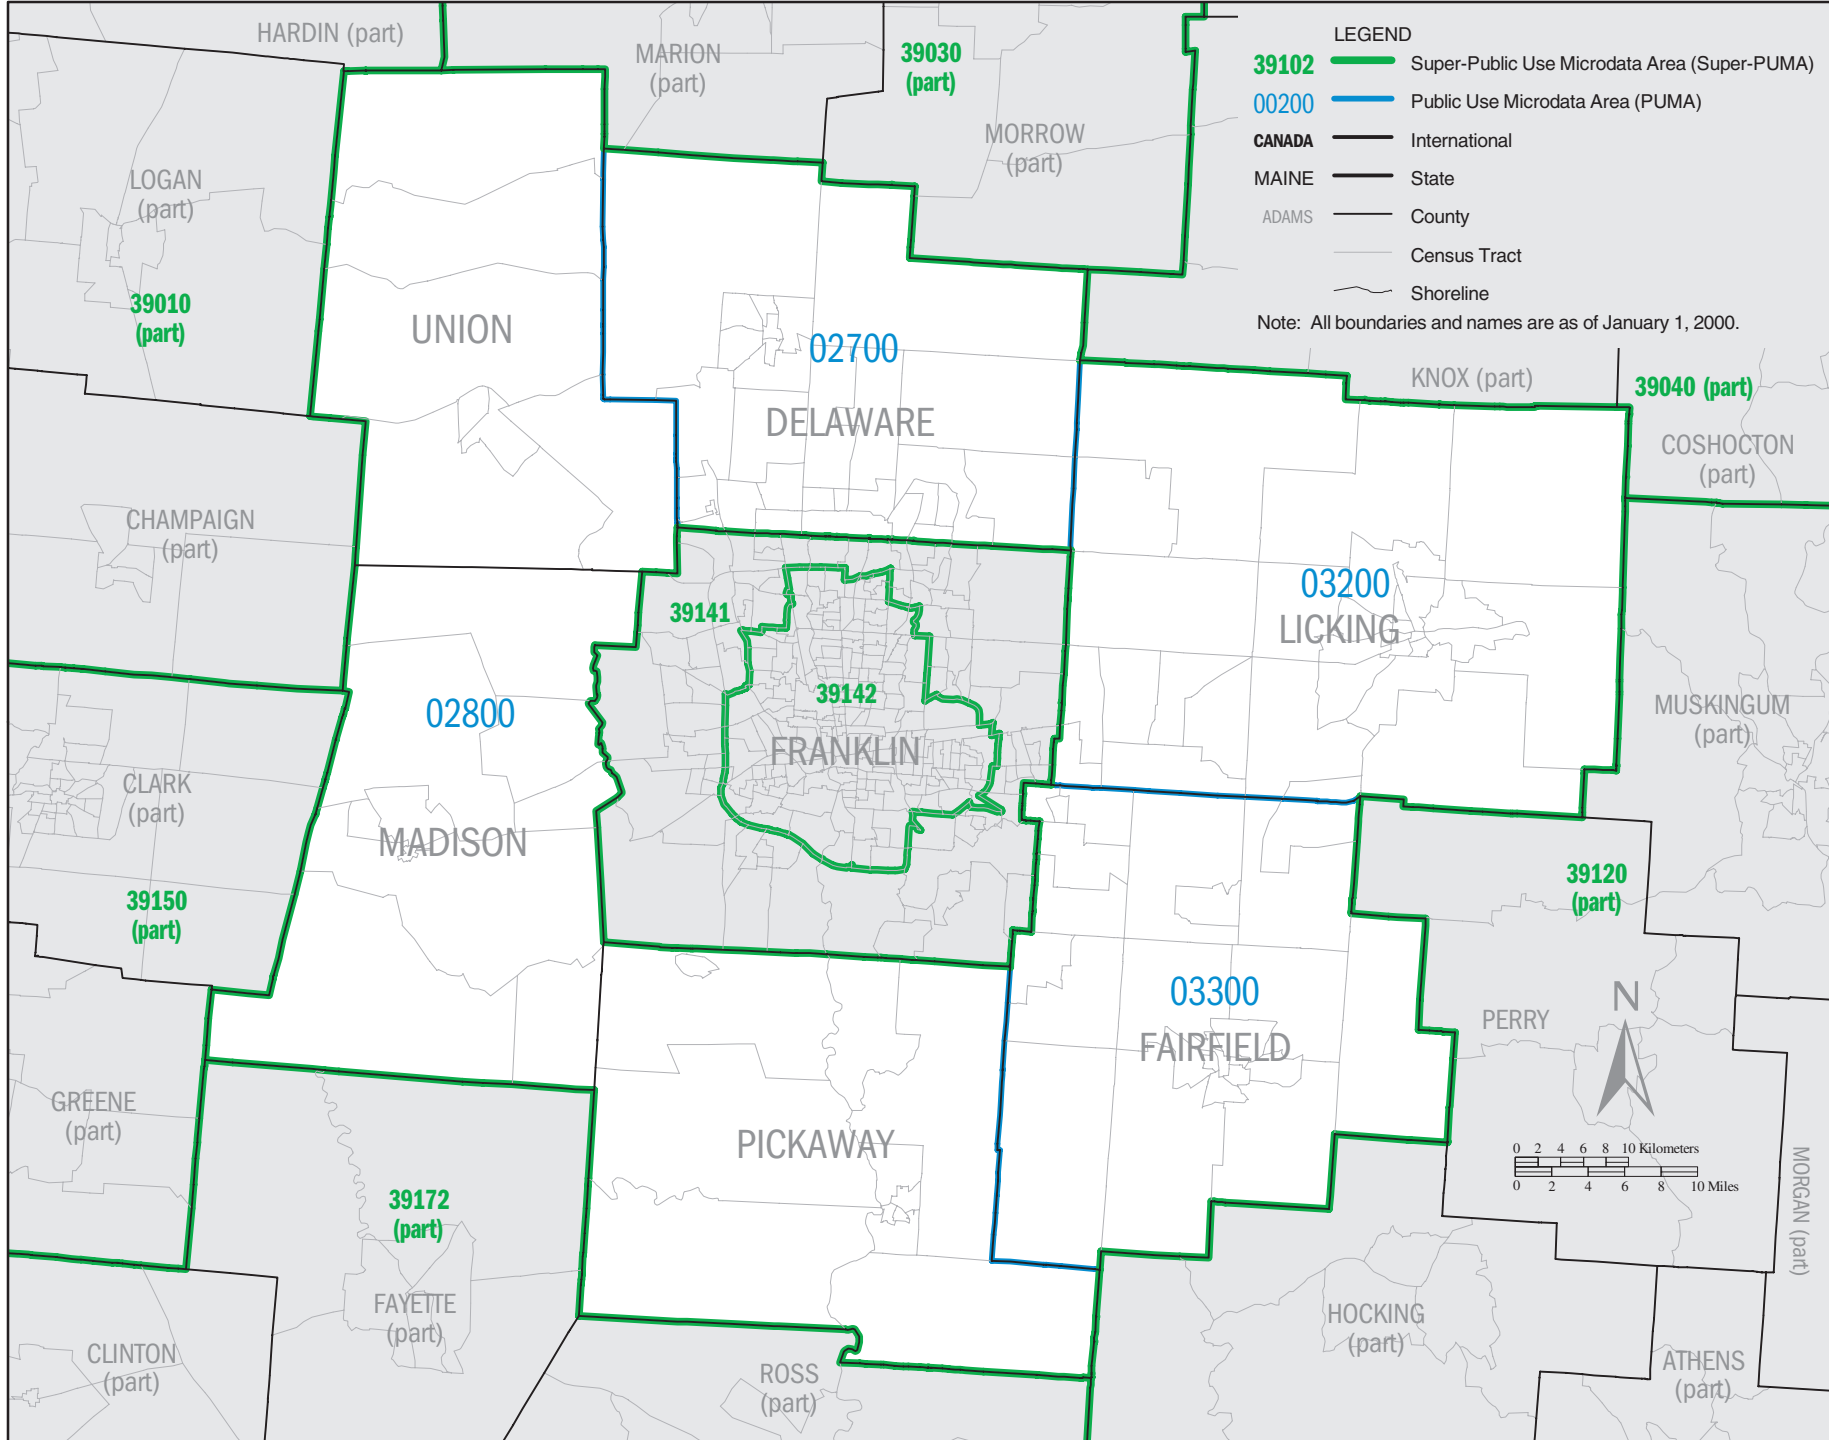 HARDIN (part)
MARION
(part)
39030
(part)
MORROW
(part)
LEGEND
39102 Super-Public Use Microdata Area (Super-PUMA)
00200 Public Use Microdata Area (PUMA)
CANADA International
MAINE State
ADAMS County
Census Tract
Shoreline
Note: All boundaries and names are as of January 1, 2000.
LOGAN
(part)
39010
(part)
UNION
02700
DELAWARE
KNOX (part)
39040 (part)
COSHOCTON
(part)
CHAMPAIGN
(part)
39141
39142
FRANKLIN
03200
LICKING
MUSKINGUM
(part)
02800
MADISON
CLARK
(part)
39150
(part)
39120
(part)
03300
FAIRFIELD
PERRY
N
GREENE
(part)
PICKAWAY
0 2 4 6 8 10 Kilometers
0 2 4 6 8 10 Miles
MORGAN (part)
39172
(part)
FAYETTE
(part)
HOCKING
(part)
CLINTON
(part)
ROSS
(part)
ATHENS
(part)